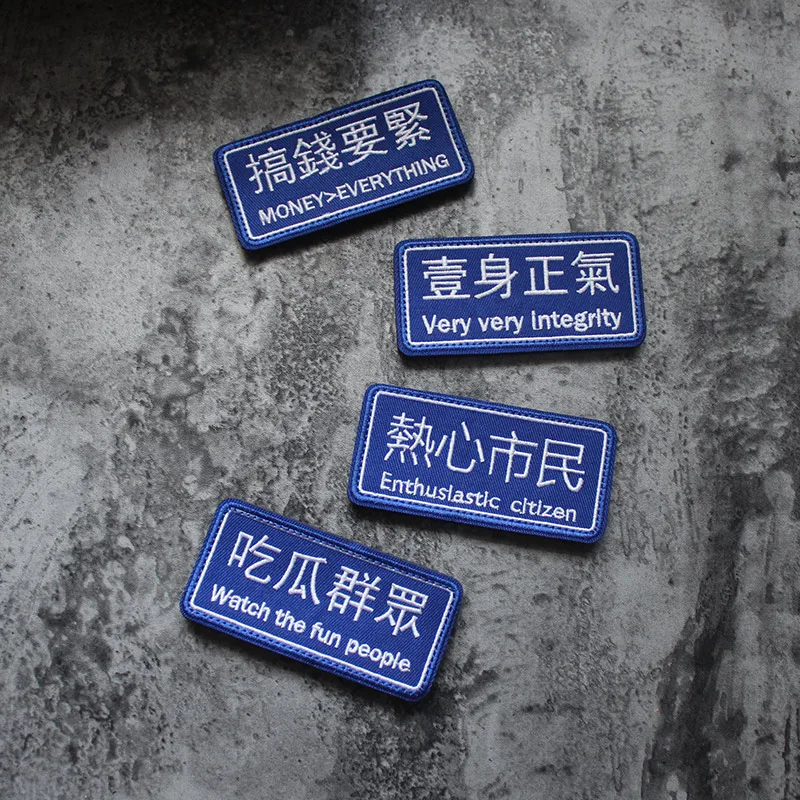 搞錢要緊
MONEY>EVERYTHING
壹身正氣
Very very Integrity
熱心市民
Enthusiastic citizen
吃瓜群眾
Watch the fun people